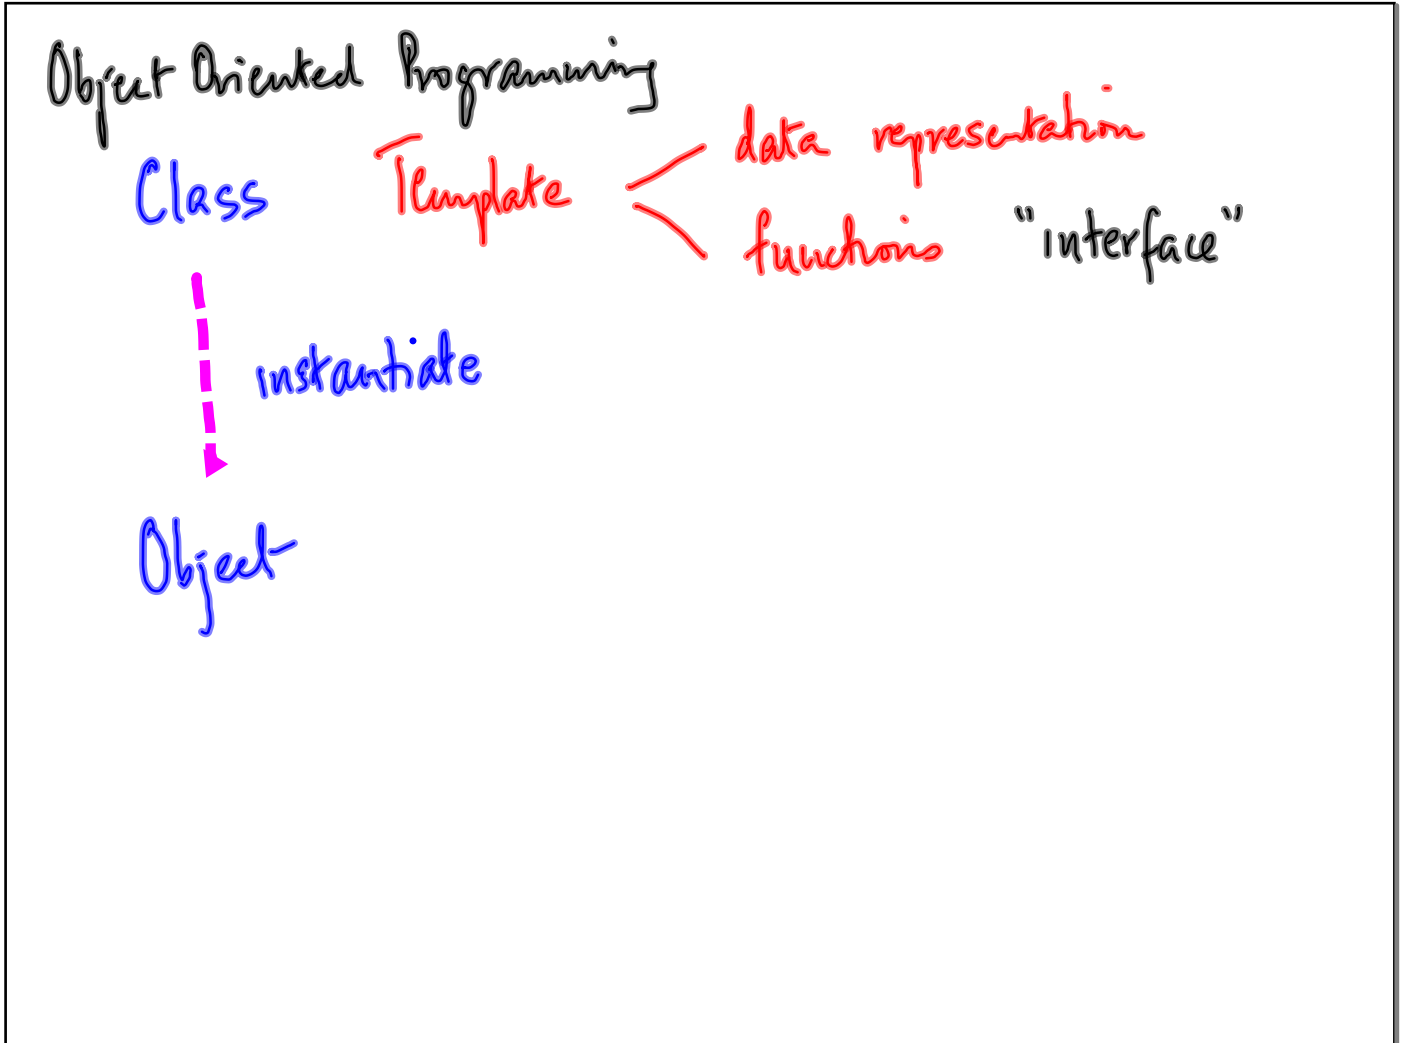 Object Oriented Programming
Class Template data representation
functions "interface"
instantiate
Object